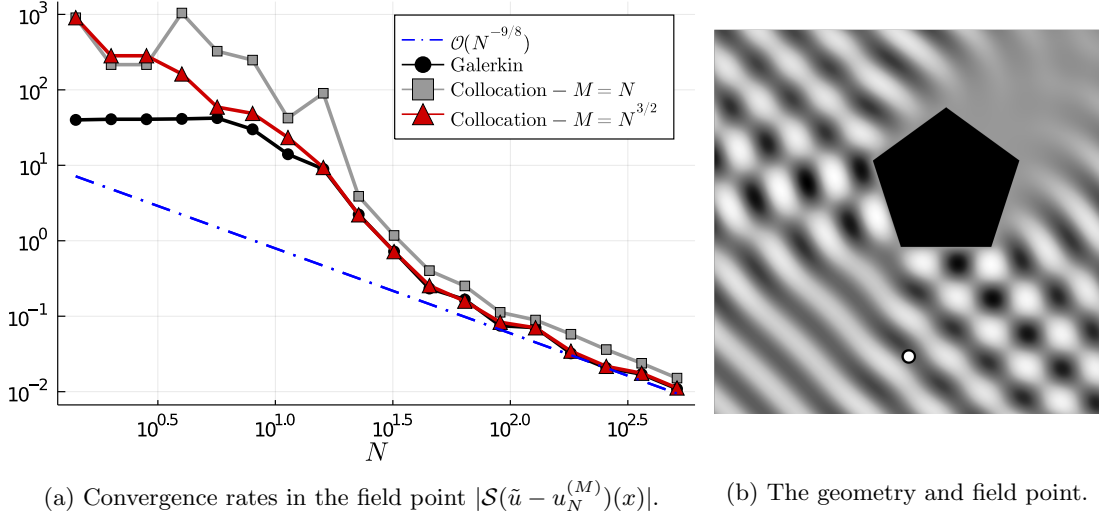 10^3
10^2
10^1
10^0
10^{-1}
10^{-2}
10^{0.5}
10^{1.0}
10^{1.5}
10^{2.0}
10^{2.5}
N
𝒪(N^{-9/8})
Galerkin
Collocation − M = N
Collocation − M = N^{3/2}
(a) Convergence rates in the field point |𝒮(ũ − u_N^{(M)})(x)|.
(b) The geometry and field point.